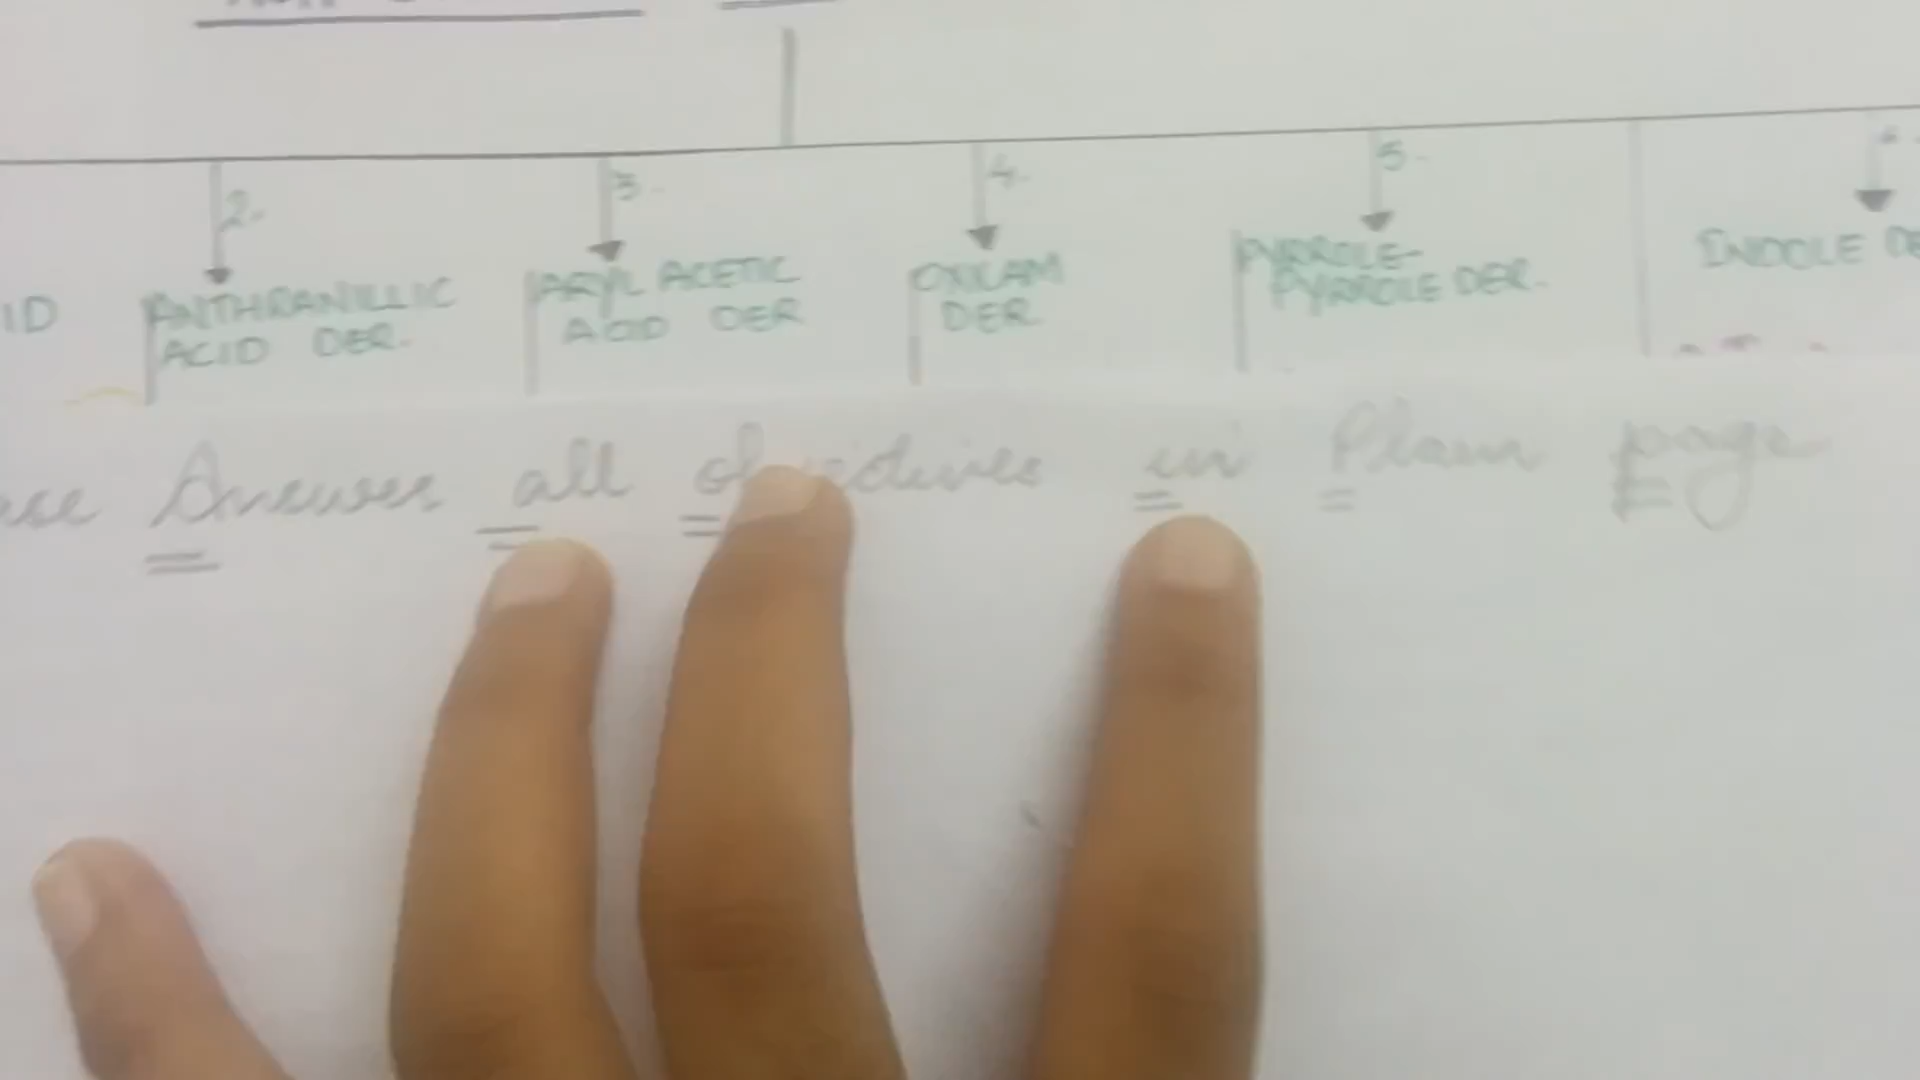 2. 3. 4. 5.
ID ANTHRANILLIC ARYL ACETIC OXICAM PYRROLE- INDOLE
ACID DER. ACID DER DER. PYRROLE DER.
Answer all in Plain page